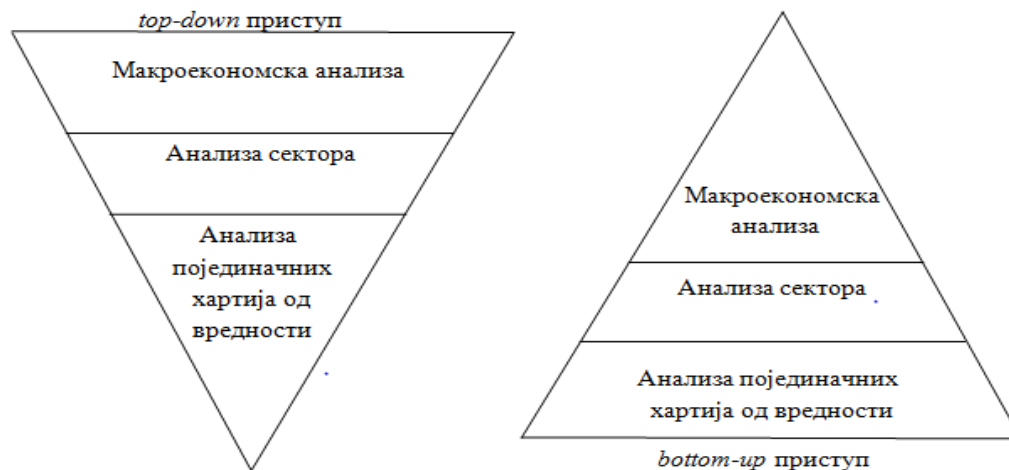 top-down приступ
Макроекономска анализа
Анализа сектора
Анализа
појединачних
хартија од
вредности
Макроекономска
анализа
Анализа сектора
Анализа појединачних
хартија од вредности
bottom-up приступ